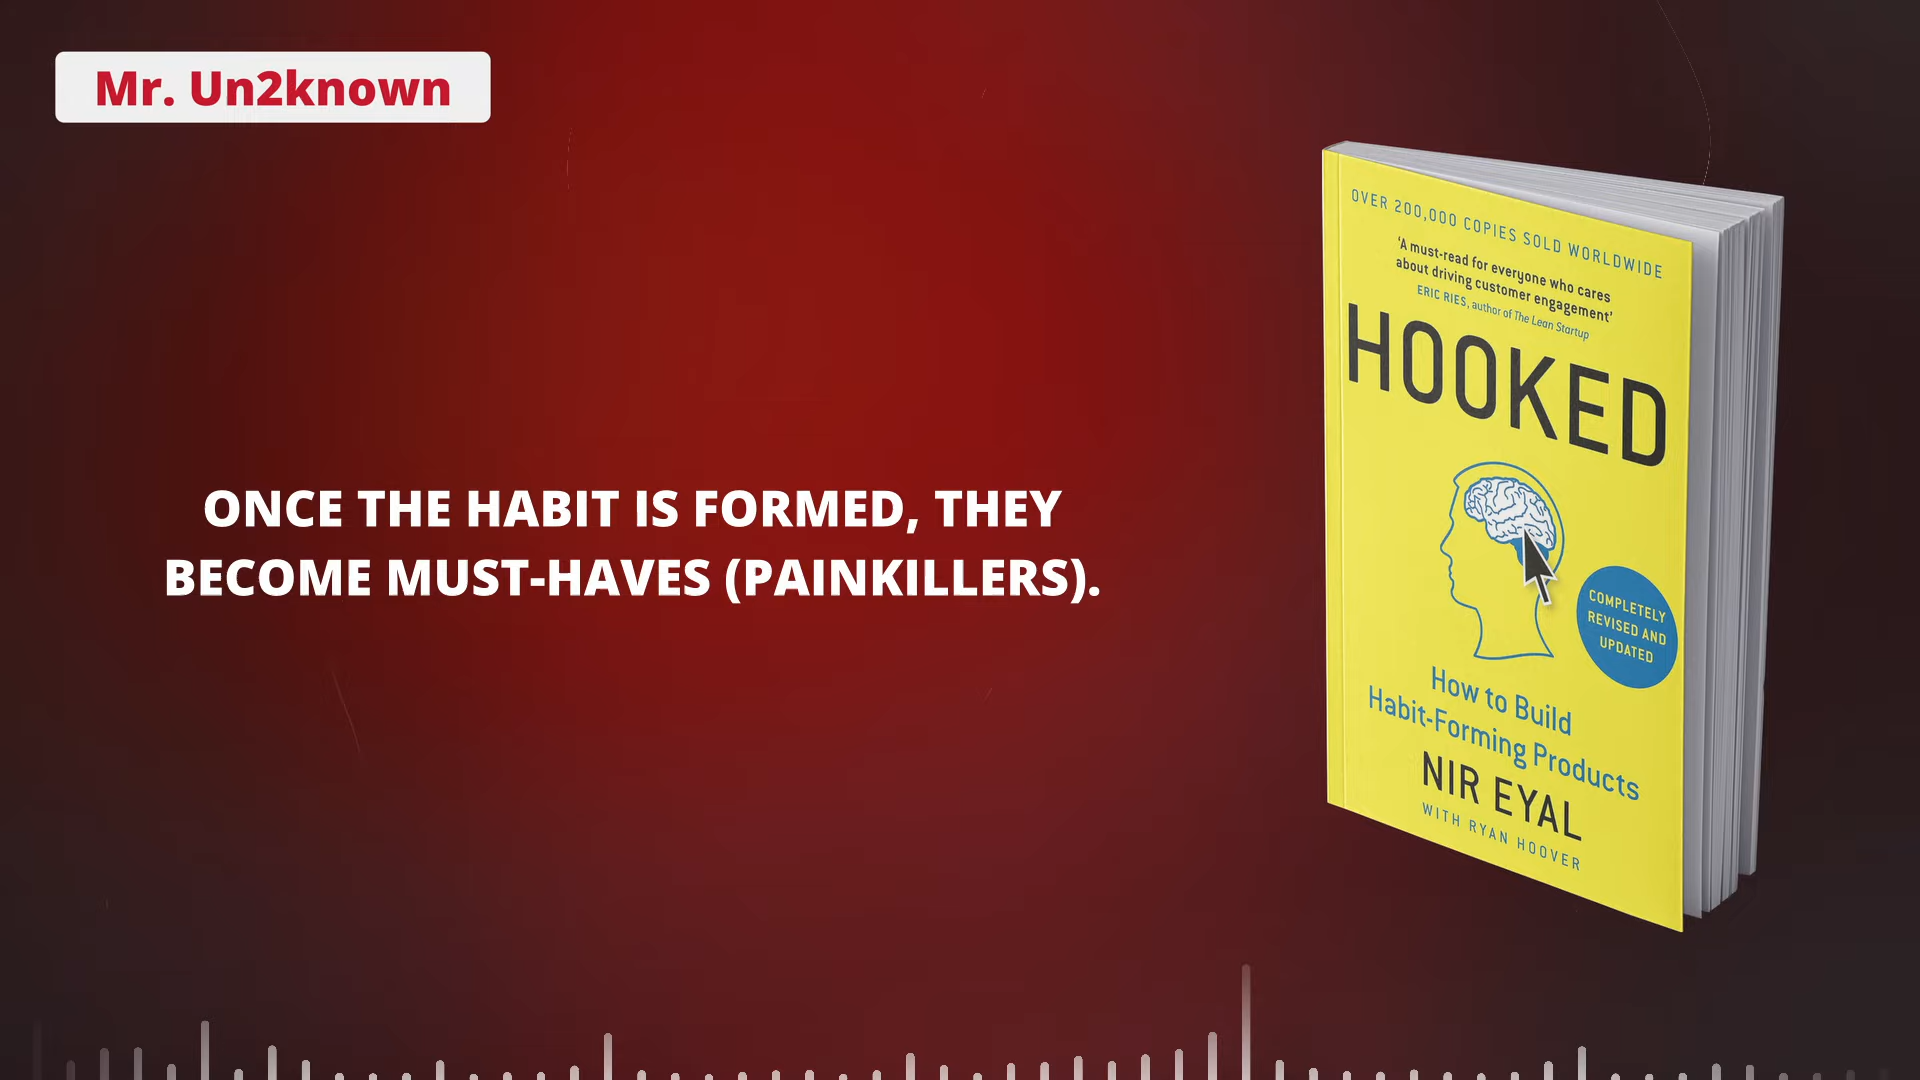 Mr. Un2known
ONCE THE HABIT IS FORMED, THEY
BECOME MUST-HAVES (PAINKILLERS).
OVER 200,000 COPIES SOLD WORLDWIDE
'A must-read for everyone who cares
about driving customer engagement'
ERIC RIES, author of The Lean Startup
HOOKED
COMPLETELY
REVISED AND
UPDATED
How to Build
Habit-Forming Products
NIR EYAL
WITH RYAN HOOVER